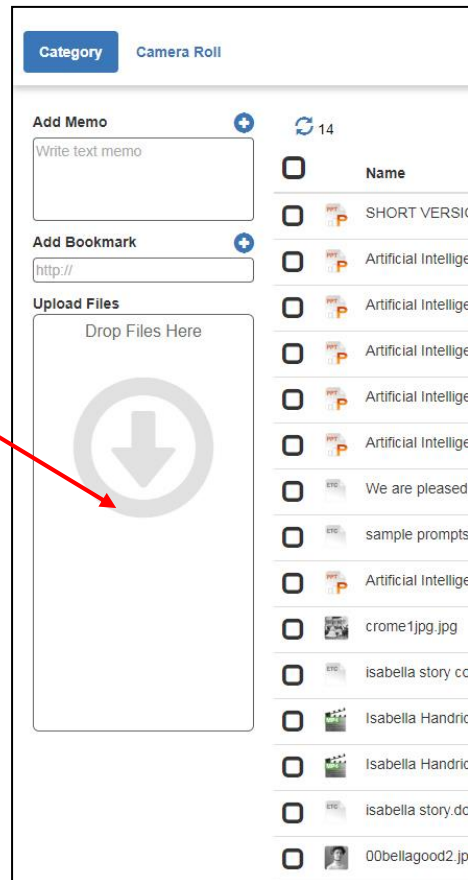 Category Camera Roll
Add Memo
Write text memo
Add Bookmark
http://
Upload Files
Drop Files Here
14
Name
SHORT VERSIO
Artificial Intellige
Artificial Intellige
Artificial Intellige
Artificial Intellige
Artificial Intellige
We are pleased
sample prompts
Artificial Intellige
crome1jpg.jpg
isabella story co
Isabella Handric
Isabella Handric
isabella story.do
00bellagood2.jp